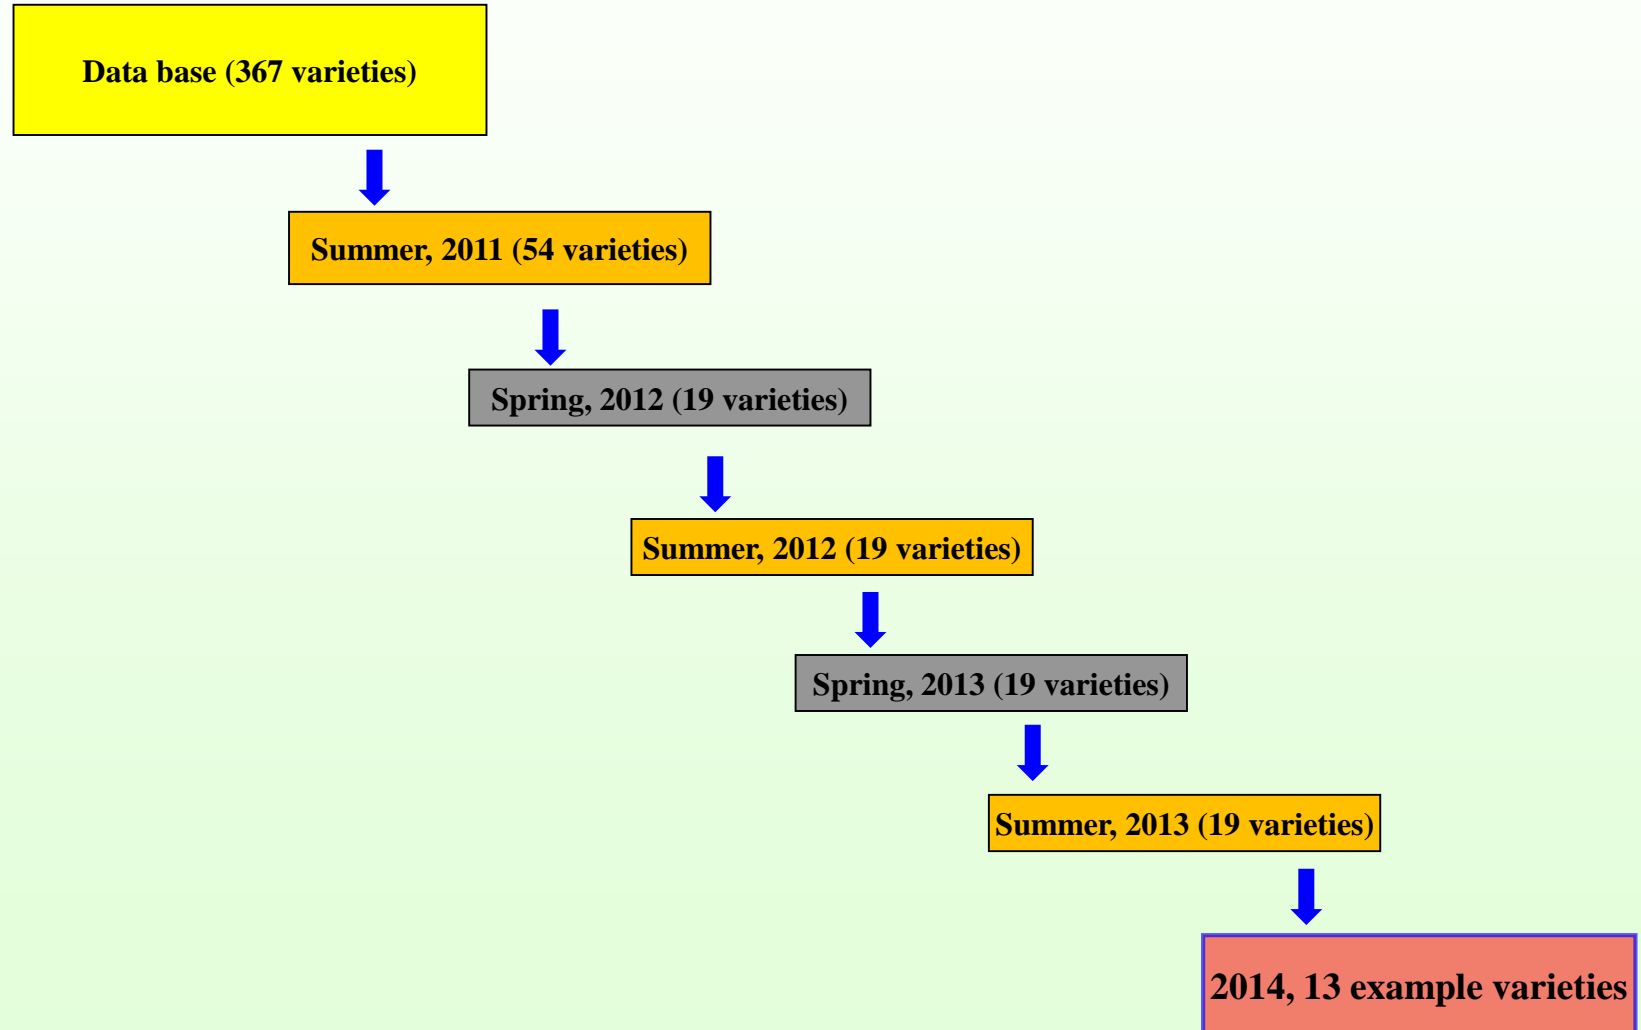 Data base (367 varieties)
Summer, 2011 (54 varieties)
Spring, 2012 (19 varieties)
Summer, 2012 (19 varieties)
Spring, 2013 (19 varieties)
Summer, 2013 (19 varieties)
2014, 13 example varieties